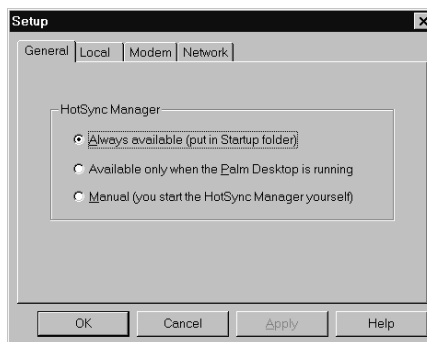 Setup
General Local Modem Network
HotSync Manager
Always available (put in Startup folder)
Available only when the Palm Desktop is running
Manual (you start the HotSync Manager yourself)
OK Cancel Apply Help